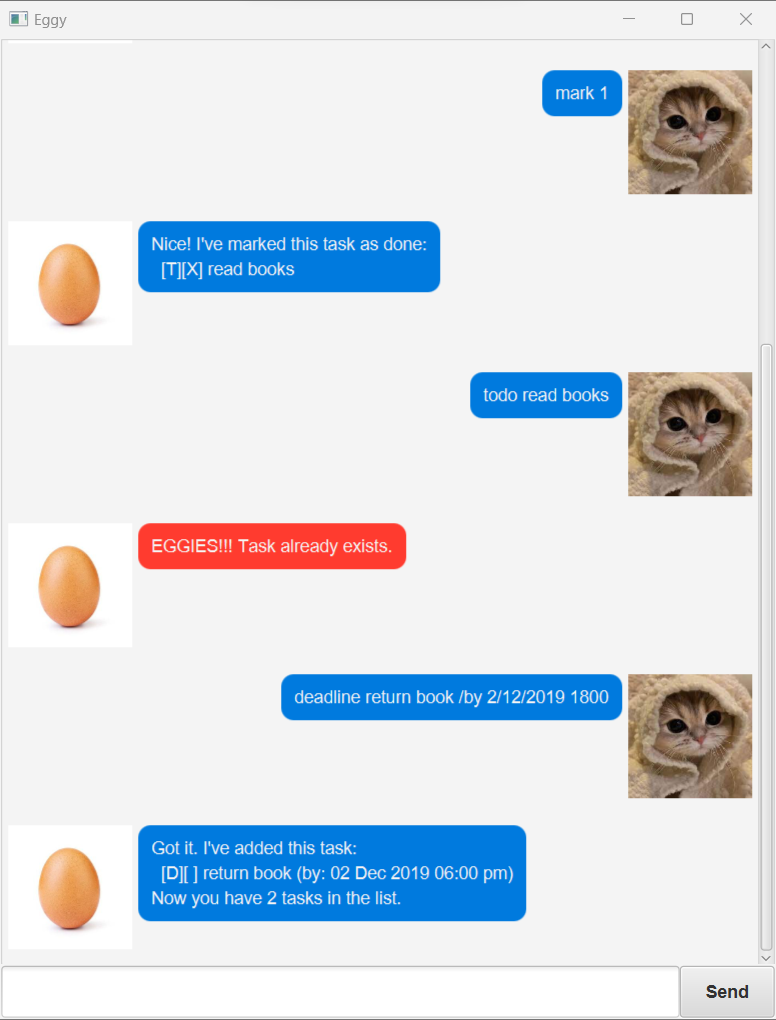 Eggy
mark 1
Nice! I've marked this task as done:
[T][X] read books
todo read books
EGGIES!!! Task already exists.
deadline return book /by 2/12/2019 1800
Got it. I've added this task:
[D][ ] return book (by: 02 Dec 2019 06:00 pm)
Now you have 2 tasks in the list.
Send